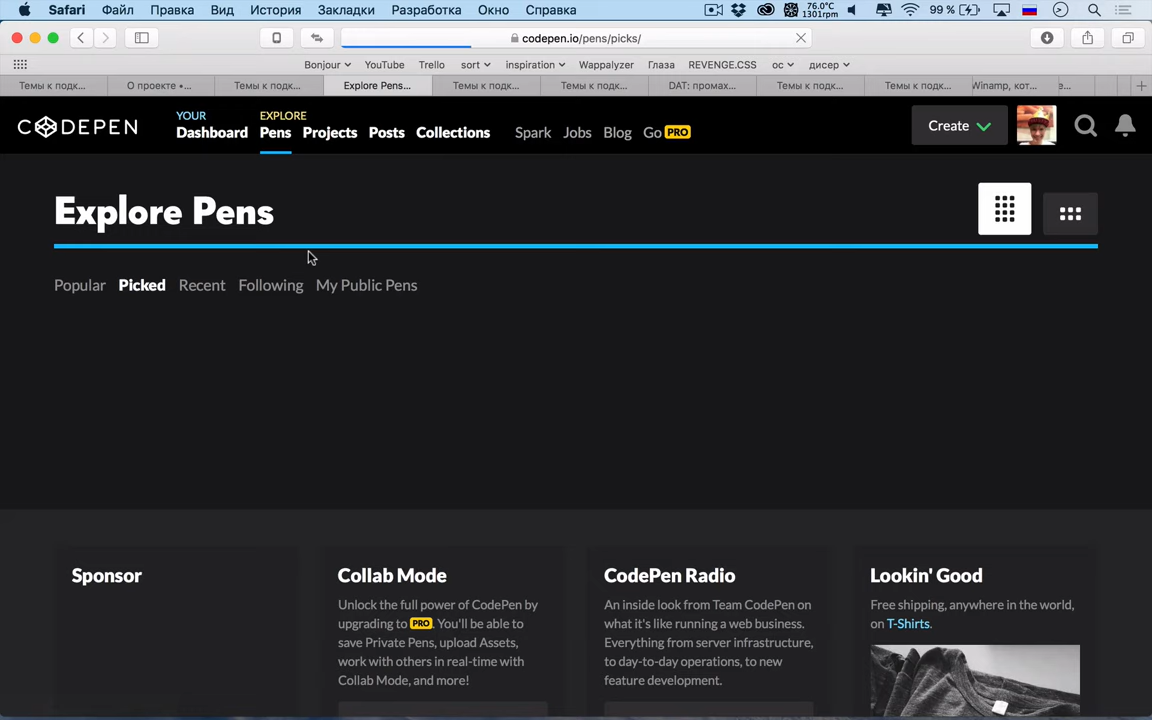 Safari Файл Правка Вид История Закладки Разработка Окно Справка 76.0°C 1301rpm 99 %
codepen.io/pens/picks/
Bonjour YouTube Trello sort inspiration Wappalyzer Глаза REVENGE.CSS ос дисер
Темы к подк... О проекте •... Темы к подк... Explore Pens... Темы к подк... Темы к подк... DAT: промах... Темы к подк... Темы к подк... Winamp, кот... е...
YOUR EXPLORE
CODEPEN Dashboard Pens Projects Posts Collections Spark Jobs Blog Go PRO Create
Explore Pens
Popular Picked Recent Following My Public Pens
Sponsor
Collab Mode
Unlock the full power of CodePen by
upgrading to PRO. You'll be able to
save Private Pens, upload Assets,
work with others in real-time with
Collab Mode, and more!
CodePen Radio
An inside look from Team CodePen on
what it's like running a web business.
Everything from server infrastructure,
to day-to-day operations, to new
feature development.
Lookin' Good
Free shipping, anywhere in the world,
on T-Shirts.